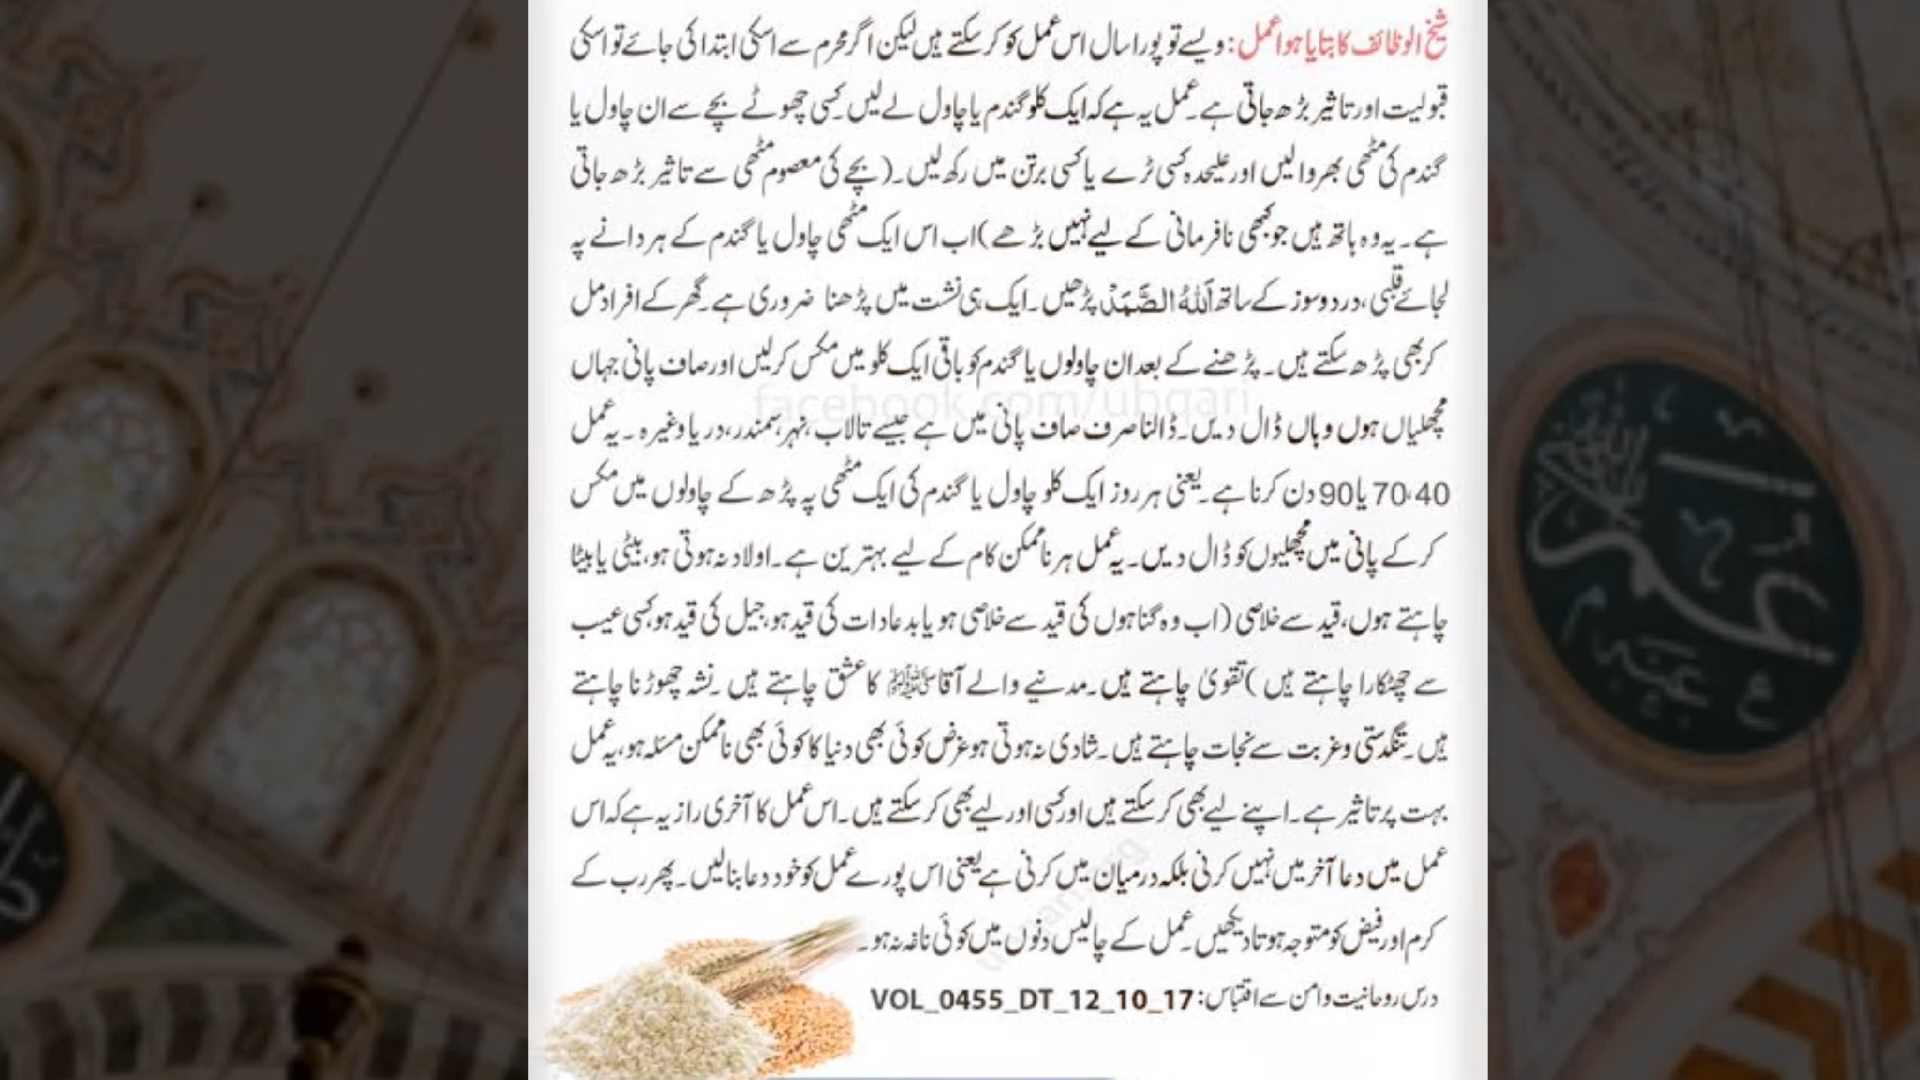 شیخ الوظائف کا بتایا ہوا عمل: ویسے تو پورا سال اس عمل کو کر سکتے ہیں لیکن اگر محرم سے اسکی ابتدا کی جائے تو اسکی
قبولیت اور تاثیر بڑھ جاتی ہے۔ عمل یہ ہے کہ ایک کلو گندم یا چاول لے لیں کسی چھوٹے بچے سے ان چاول یا
گندم کی مٹھی بھروالیں اور علیحدہ کسی ٹرے یا کسی برتن میں رکھ لیں۔ (بچے کی معصوم مٹھی سے تاثیر بڑھ جاتی
ہے۔ یہ وہ ہاتھ ہیں جو کبھی نافرمانی کے لیے نہیں بڑھے) اب اس ایک مٹھی چاول یا گندم کے ہر دانے پہ
لجائے قلبی، درد و سوز کے ساتھ اَللّٰهُ الصَّمَدُ پڑھیں۔ ایک ہی نشت میں پڑھنا ضروری ہے۔ گھر کے افراد مل
کر بھی پڑھ سکتے ہیں۔ پڑھنے کے بعد ان چاولوں یا گندم کو باقی ایک کلو میں مکس کرلیں اور صاف پانی جہاں
مچھلیاں ہوں وہاں ڈال دیں۔ ڈالنا صرف صاف پانی میں ہے جیسے تالاب، نہر، سمندر، دریا وغیرہ۔ یہ عمل
40، 70 یا 90 دن کرنا ہے۔ یعنی ہر روز ایک کلو چاول یا گندم کی ایک مٹھی پہ پڑھ کے چاولوں میں مکس
کر کے پانی میں مچھلیوں کو ڈال دیں۔ یہ عمل ہر ناممکن کام کے لیے بہترین ہے۔ اولاد نہ ہوتی ہو، بیٹی یا بیٹا
چاہتے ہوں، قید سے خلاصی (اب وہ گناہوں کی قید سے خلاصی ہو یا بد عادات کی قید ہو، جیل کی قید ہو، کسی عیب
سے چھٹکارا چاہتے ہیں) تقویٰ چاہتے ہیں۔ مدنیے والے آقا ﷺ کا عشق چاہتے ہیں۔ نشہ چھوڑنا چاہتے
ہیں۔ تنگدستی و غربت سے نجات چاہتے ہیں۔ شادی نہ ہوتی ہو غرض کوئی بھی دنیا کا کوئی بھی ناممکن مسئلہ ہو، یہ عمل
بہت پر تاثیر ہے۔ اپنے لیے بھی کر سکتے ہیں اور کسی اور لیے بھی کر سکتے ہیں۔ اس عمل کا آخری راز یہ ہے کہ اس
عمل میں دعا آخر میں نہیں کرنی بلکہ درمیان میں کرنی ہے یعنی اس پورے عمل کو خود دعا بنالیں۔ پھر رب کے
کرم اور فیض کو متوجہ ہوتا دیکھیں۔ عمل کے چالیس دنوں میں کوئی ناغہ نہ ہو۔
درس روحانیت و امن سے اقتباس: VOL_0455_DT_12_10_17
facebook.com/ubqari